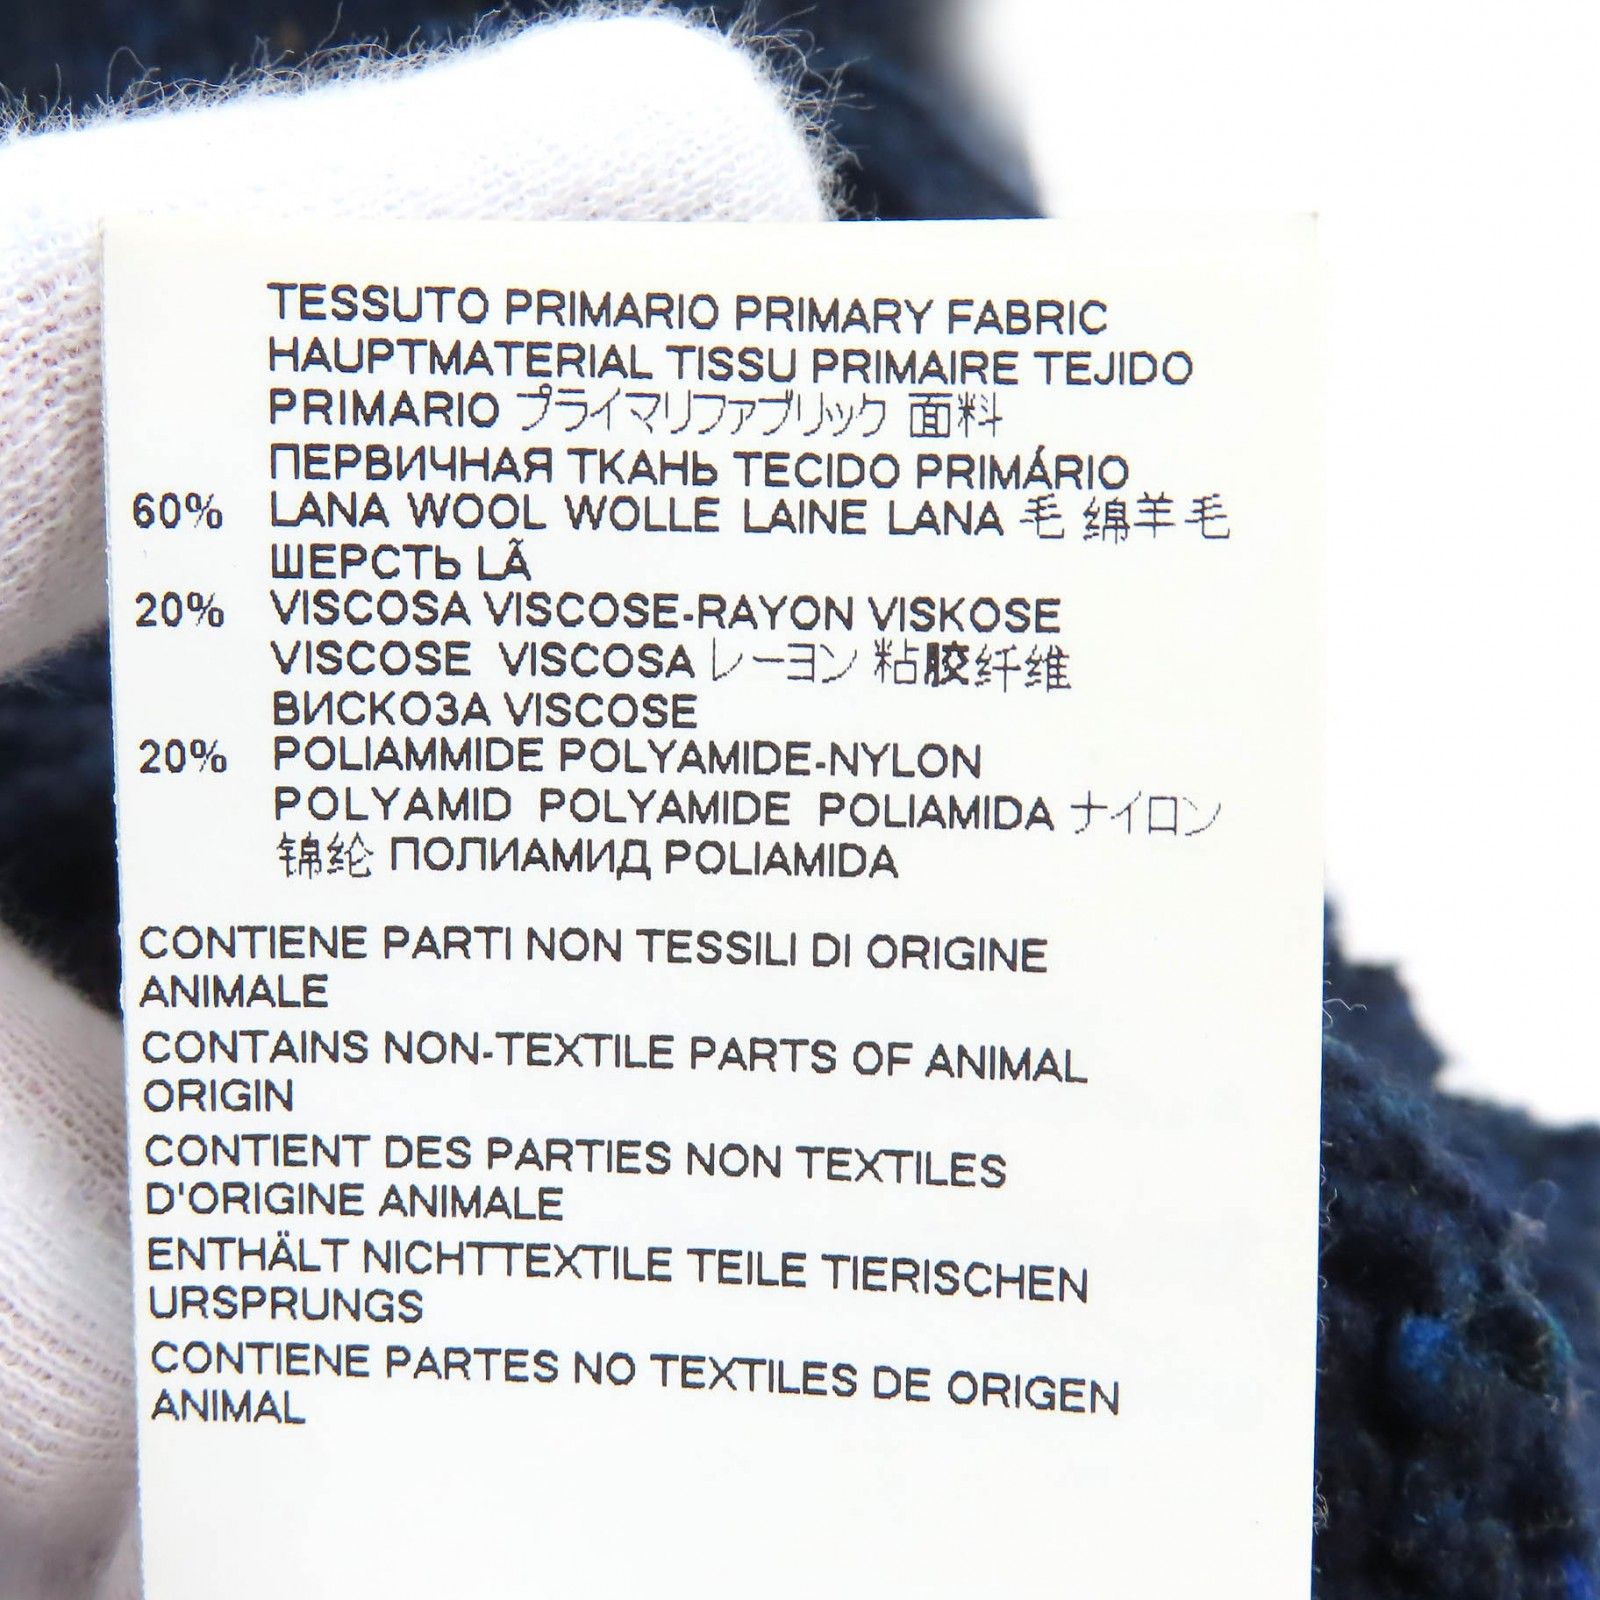 TESSUTO PRIMARIO PRIMARY FABRIC
HAUPTMATERIAL TISSU PRIMAIRE TEJIDO
PRIMARIO プライマリファブリック 面料
ПЕРВИЧНАЯ ТКАНЬ TECIDO PRIMÁRIO
60% LANA WOOL WOLLE LAINE LANA 毛 绵羊毛
ШЕРСТЬ LÃ
20% VISCOSA VISCOSE-RAYON VISKOSE
VISCOSE VISCOSA レーヨン 粘胶纤维
ВИСКОЗА VISCOSE
20% POLIAMMIDE POLYAMIDE-NYLON
POLYAMID POLYAMIDE POLIAMIDA ナイロン
锦纶 ПОЛИАМИД POLIAMIDA
CONTIENE PARTI NON TESSILI DI ORIGINE
ANIMALE
CONTAINS NON-TEXTILE PARTS OF ANIMAL
ORIGIN
CONTIENT DES PARTIES NON TEXTILES
D'ORIGINE ANIMALE
ENTHÄLT NICHTTEXTILE TEILE TIERISCHEN
URSPRUNGS
CONTIENE PARTES NO TEXTILES DE ORIGEN
ANIMAL